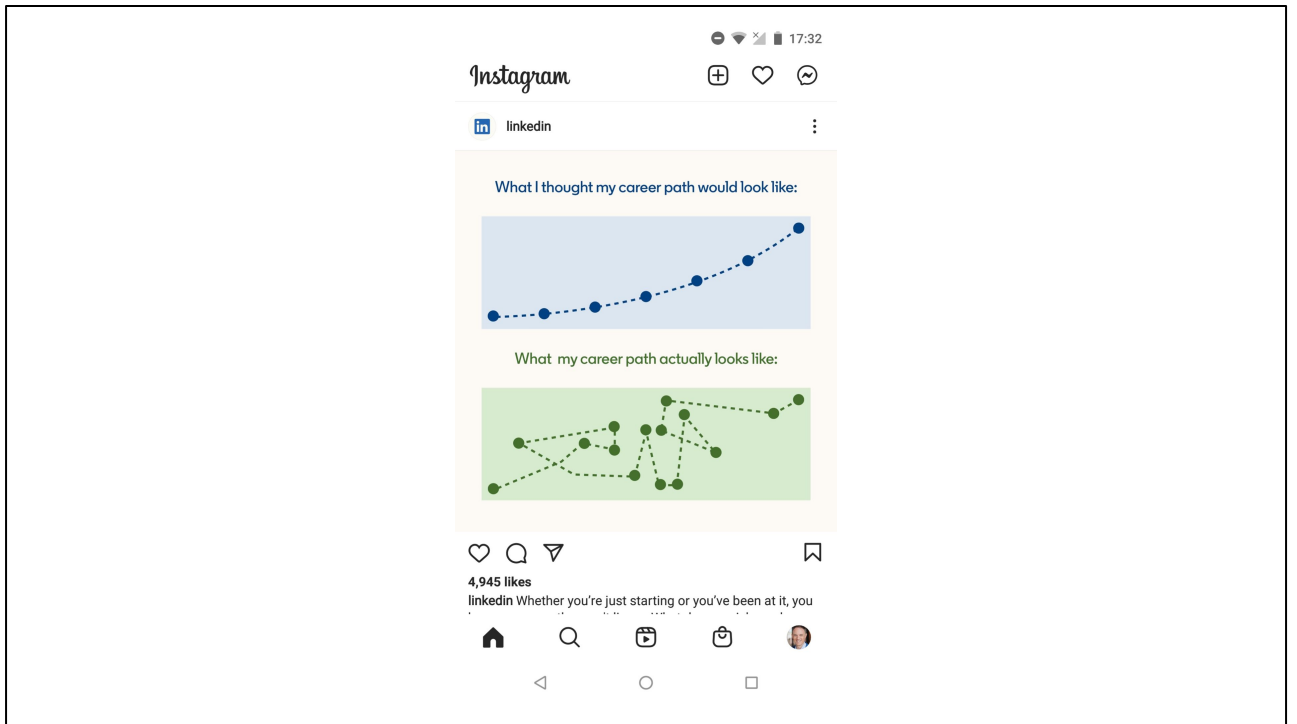 17:32
Instagram
in linkedin
What I thought my career path would look like:
What my career path actually looks like:
4,945 likes
linkedin Whether you're just starting or you've been at it, you